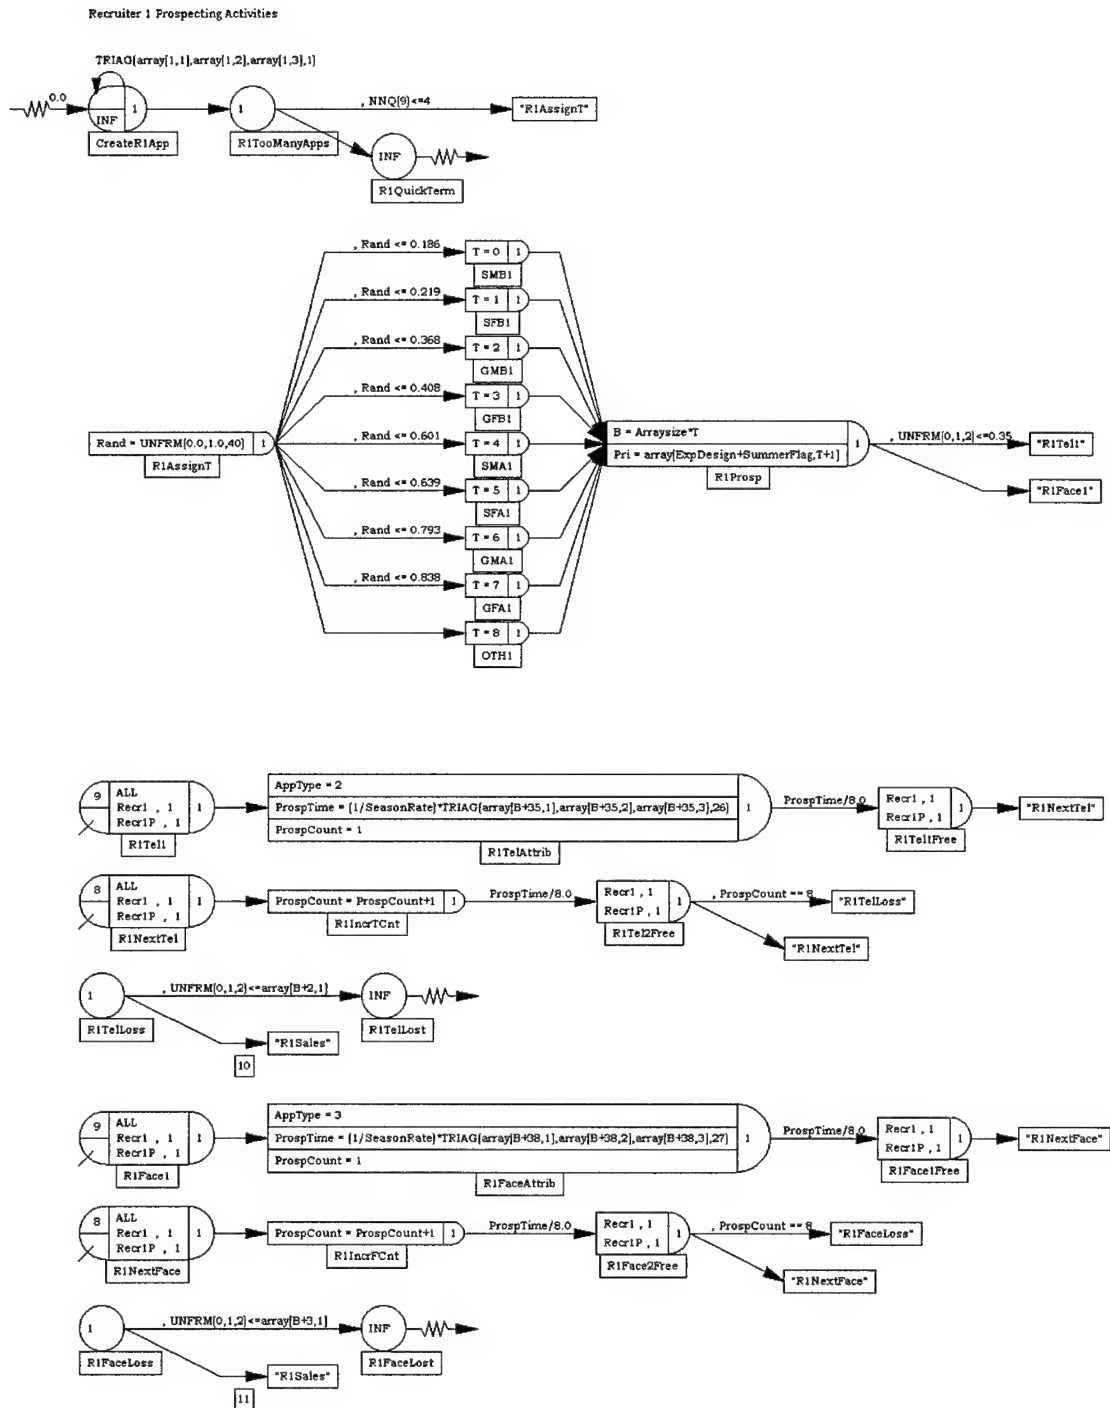 Recruiter 1 Prospecting Activities
TRIAG[array[1,1],array[1,2],array[1,3],1]
0.0
INF
1
CreateR1App
1
R1TooManyApps
, NNQ[9]<=4
"R1AssignT"
INF
R1QuickTerm
, Rand <= 0.186
T = 0
1
SMB1
, Rand <= 0.219
T = 1
1
SFB1
, Rand <= 0.368
T = 2
1
GMB1
, Rand <= 0.408
T = 3
1
GFB1
Rand = UNFRM[0.0,1.0,40]
1
R1AssignT
, Rand <= 0.601
T = 4
1
SMA1
B = Arraysize*T
Pri = array[ExpDesign+SummerFlag,T+1]
1
R1Prosp
, UNFRM[0,1,2]<=0.35
"R1Tel1"
"R1Face1"
, Rand <= 0.639
T = 5
1
SFA1
, Rand <= 0.793
T = 6
1
GMA1
, Rand <= 0.838
T = 7
1
GFA1
T = 8
1
OTH1
9
ALL
Recr1 , 1
Recr1P , 1
1
R1Tel1
AppType = 2
ProspTime = [1/SeasonRate]*TRIAG[array[B+35,1],array[B+35,2],array[B+35,3],26]
ProspCount = 1
1
R1TelAttrib
ProspTime/8.0
Recr1 , 1
Recr1P , 1
1
R1Tel1Free
"R1NextTel"
8
ALL
Recr1 , 1
Recr1P , 1
1
R1NextTel
ProspCount = ProspCount+1
1
R1IncrTCnt
ProspTime/8.0
Recr1 , 1
Recr1P , 1
1
R1Tel2Free
, ProspCount == 8
"R1TelLoss"
"R1NextTel"
1
R1TelLoss
, UNFRM[0,1,2]<=array[B+2,1]
INF
R1TelLost
"R1Sales"
10
9
ALL
Recr1 , 1
Recr1P , 1
1
R1Face1
AppType = 3
ProspTime = [1/SeasonRate]*TRIAG[array[B+38,1],array[B+38,2],array[B+38,3],27]
ProspCount = 1
1
R1FaceAttrib
ProspTime/8.0
Recr1 , 1
Recr1P , 1
1
R1Face1Free
"R1NextFace"
8
ALL
Recr1 , 1
Recr1P , 1
1
R1NextFace
ProspCount = ProspCount+1
1
R1IncrFCnt
ProspTime/8.0
Recr1 , 1
Recr1P , 1
1
R1Face2Free
, ProspCount == 8
"R1FaceLoss"
"R1NextFace"
1
R1FaceLoss
, UNFRM[0,1,2]<=array[B+3,1]
INF
R1FaceLost
"R1Sales"
11